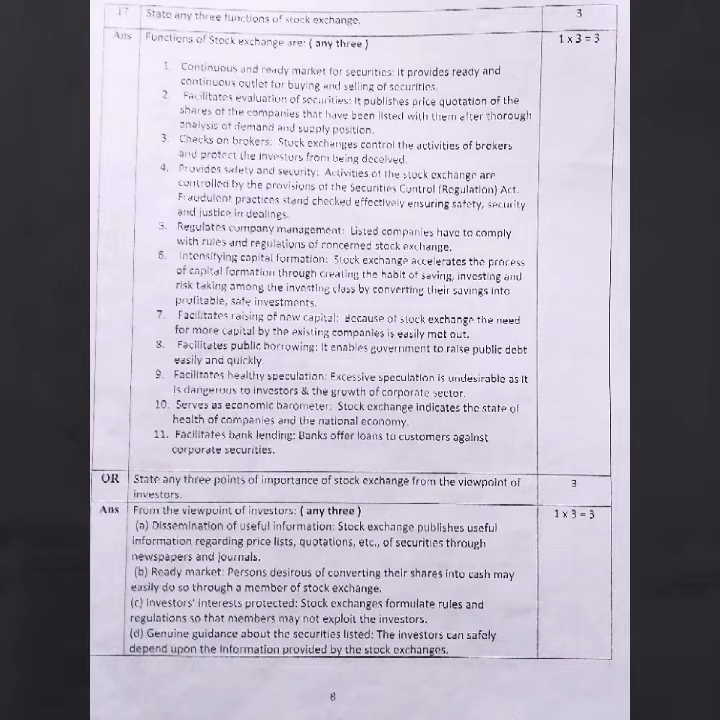 17 State any three functions of stock exchange. 3
Ans Functions of Stock exchange are: ( any three ) 1 x 3 = 3
1. Continuous and ready market for securities: It provides ready and
continuous outlet for buying and selling of securities.
2. Facilitates evaluation of securities: It publishes price quotation of the
shares of the companies that have been listed with them after thorough
analysis of demand and supply position.
3. Checks on brokers: Stock exchanges control the activities of brokers
and protect the investors from being deceived.
4. Provides safety and security: Activities of the stock exchange are
controlled by the provisions of the Securities Control (Regulation) Act.
Fraudulent practices stand checked effectively ensuring safety, security
and justice in dealings.
5. Regulates company management: Listed companies have to comply
with rules and regulations of concerned stock exchange.
6. Intensifying capital formation: Stock exchange accelerates the process
of capital formation through creating the habit of saving, investing and
risk taking among the investing class by converting their savings into
profitable, safe investments.
7. Facilitates raising of new capital: Because of stock exchange the need
for more capital by the existing companies is easily met out.
8. Facilitates public borrowing: It enables government to raise public debt
easily and quickly.
9. Facilitates healthy speculation: Excessive speculation is undesirable as it
is dangerous to investors & the growth of corporate sector.
10. Serves as economic barometer: Stock exchange indicates the state of
health of companies and the national economy.
11. Facilitates bank lending: Banks offer loans to customers against
corporate securities.
OR State any three points of importance of stock exchange from the viewpoint of 3
investors.
Ans From the viewpoint of investors: ( any three ) 1 x 3 = 3
(a) Dissemination of useful information: Stock exchange publishes useful
information regarding price lists, quotations, etc., of securities through
newspapers and journals.
(b) Ready market: Persons desirous of converting their shares into cash may
easily do so through a member of stock exchange.
(c) Investors' interests protected: Stock exchanges formulate rules and
regulations so that members may not exploit the investors.
(d) Genuine guidance about the securities listed: The investors can safely
depend upon the information provided by the stock exchanges.
8